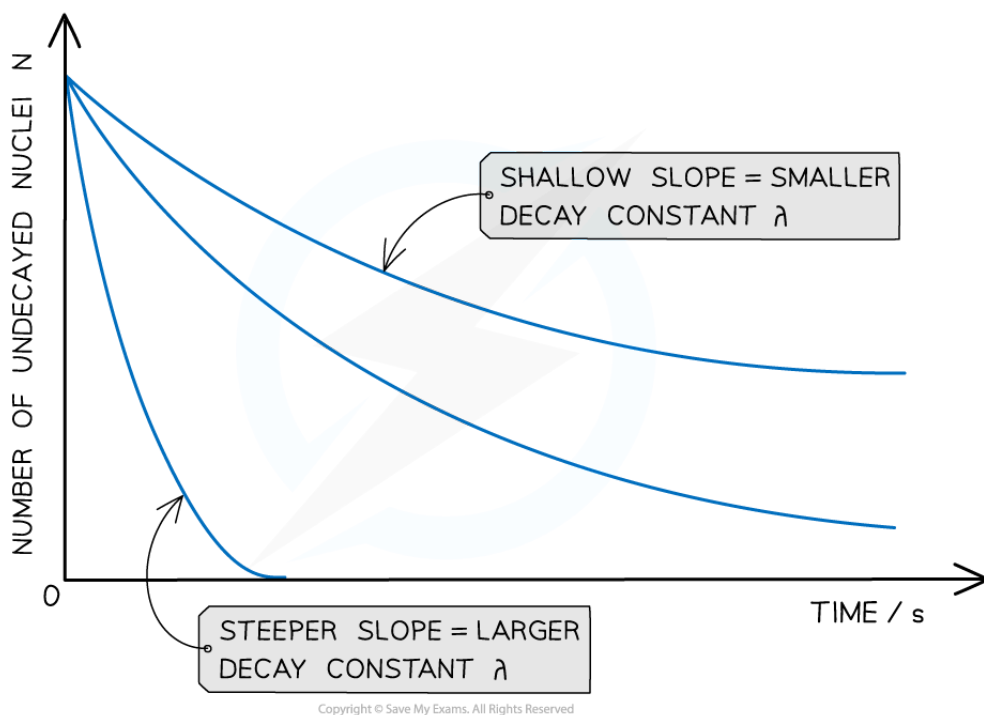 NUMBER OF UNDECAYED NUCLEI N
SHALLOW SLOPE = SMALLER
DECAY CONSTANT λ
0
TIME / s
STEEPER SLOPE = LARGER
DECAY CONSTANT λ
Copyright © Save My Exams. All Rights Reserved